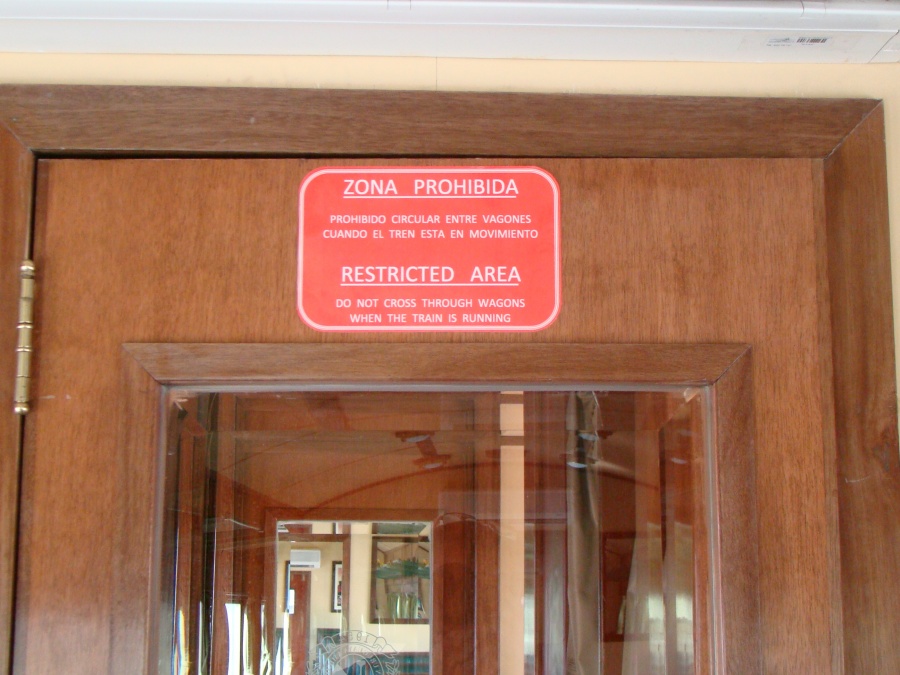 ZONA PROHIBIDA
PROHIBIDO CIRCULAR ENTRE VAGONES
CUANDO EL TREN ESTA EN MOVIMIENTO
RESTRICTED AREA
DO NOT CROSS THROUGH WAGONS
WHEN THE TRAIN IS RUNNING